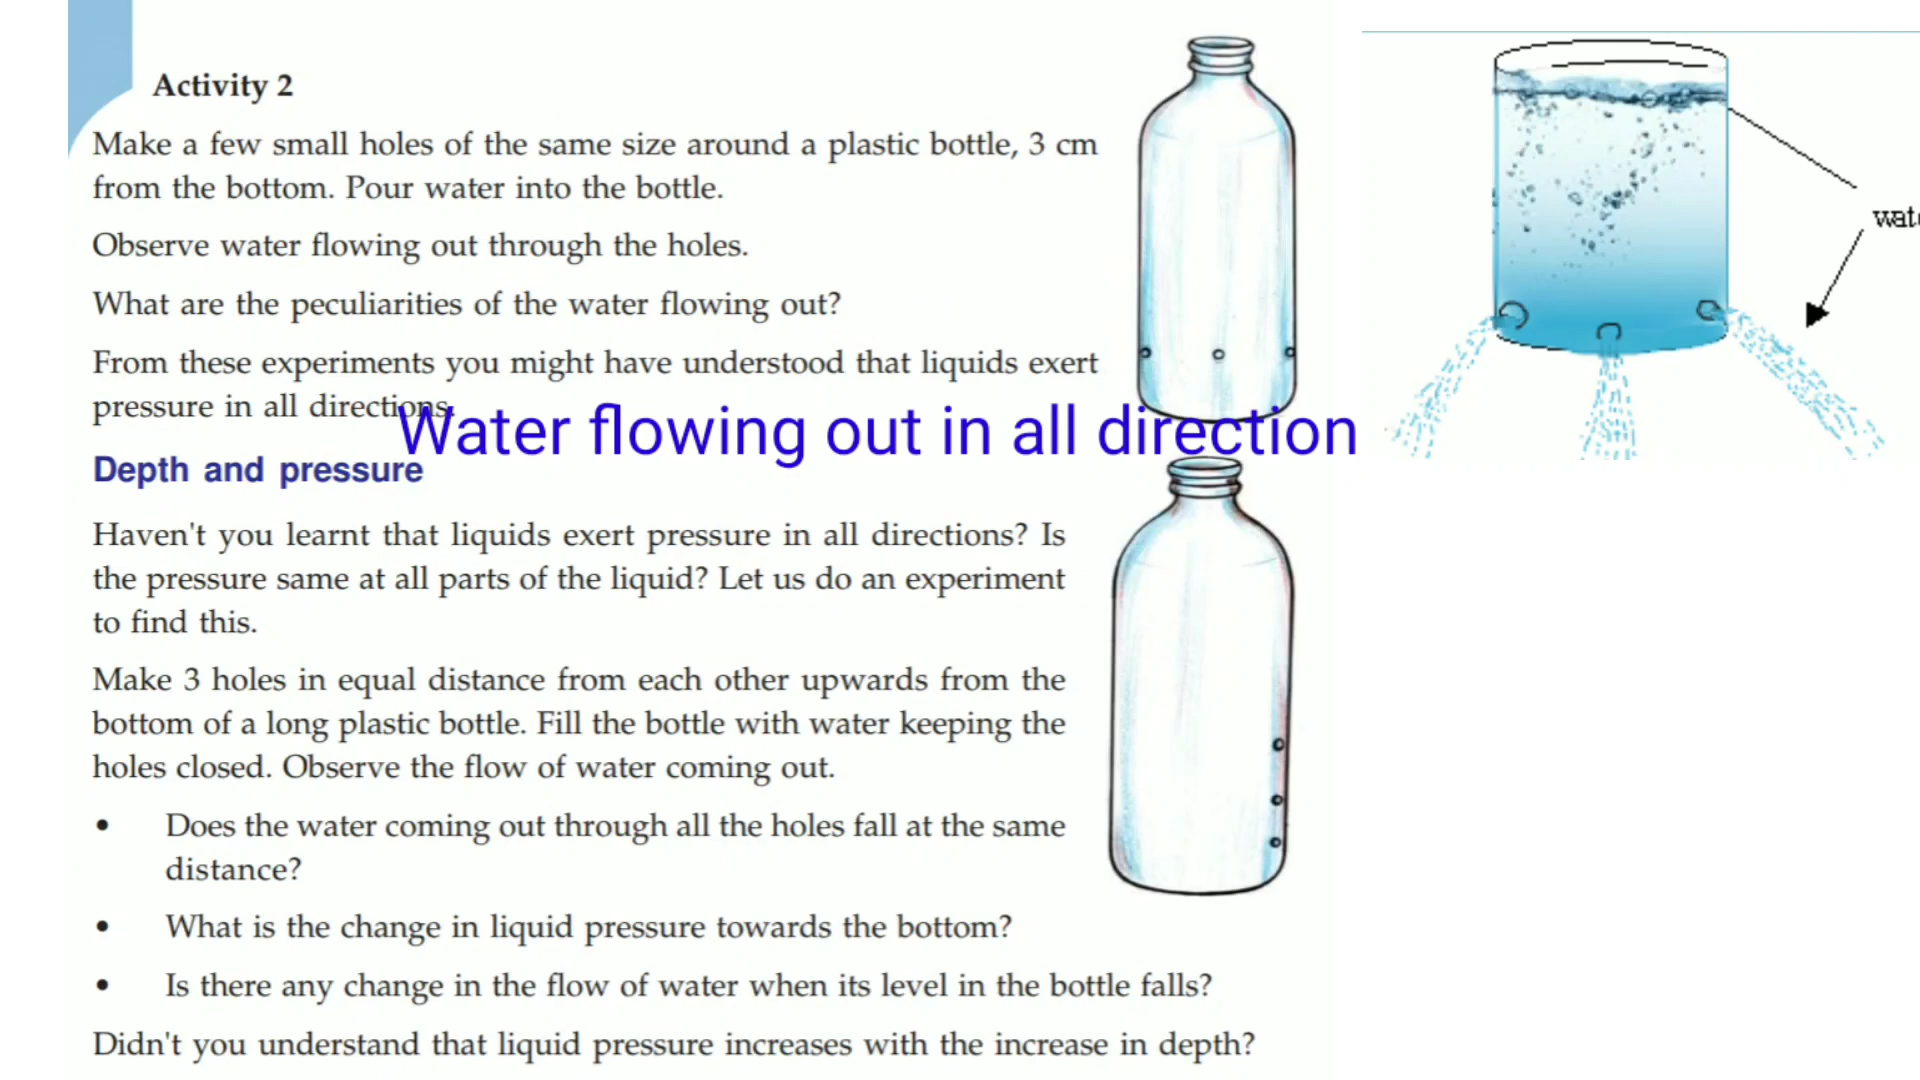 Activity 2
Make a few small holes of the same size around a plastic bottle, 3 cm
from the bottom. Pour water into the bottle.
Observe water flowing out through the holes.
What are the peculiarities of the water flowing out?
From these experiments you might have understood that liquids exert
pressure in all directions.
Water flowing out in all direction
Depth and pressure
Haven't you learnt that liquids exert pressure in all directions? Is
the pressure same at all parts of the liquid? Let us do an experiment
to find this.
Make 3 holes in equal distance from each other upwards from the
bottom of a long plastic bottle. Fill the bottle with water keeping the
holes closed. Observe the flow of water coming out.
• Does the water coming out through all the holes fall at the same
distance?
• What is the change in liquid pressure towards the bottom?
• Is there any change in the flow of water when its level in the bottle falls?
Didn't you understand that liquid pressure increases with the increase in depth?